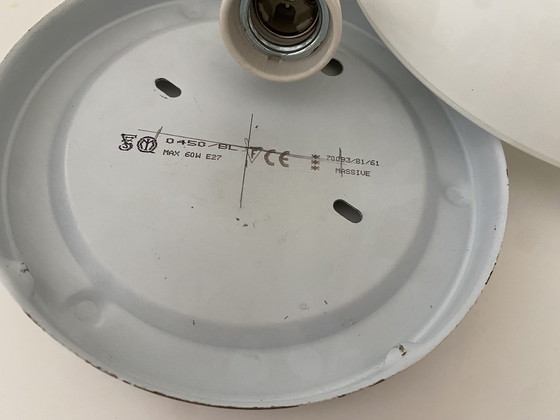 0450/BL F CE 70093/81/61
MAX 60W E27 MASSIVE